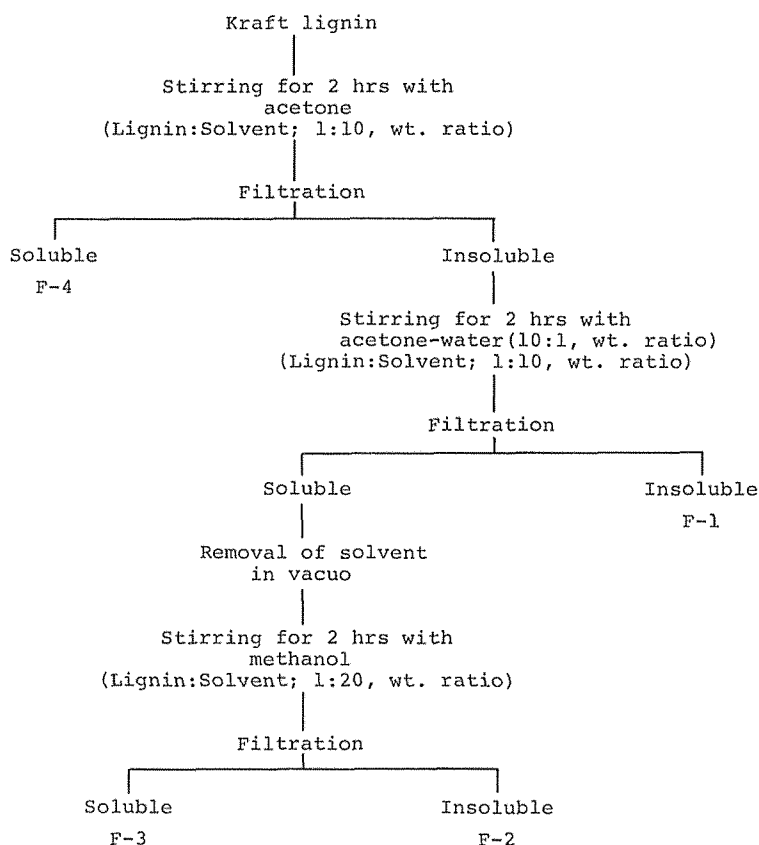 Kraft lignin
Stirring for 2 hrs with
acetone
(Lignin:Solvent; 1:10, wt. ratio)
Filtration
Soluble
F-4
Insoluble
Stirring for 2 hrs with
acetone-water(10:1, wt. ratio)
(Lignin:Solvent; 1:10, wt. ratio)
Filtration
Soluble
Insoluble
F-1
Removal of solvent
in vacuo
Stirring for 2 hrs with
methanol
(Lignin:Solvent; 1:20, wt. ratio)
Filtration
Soluble
F-3
Insoluble
F-2